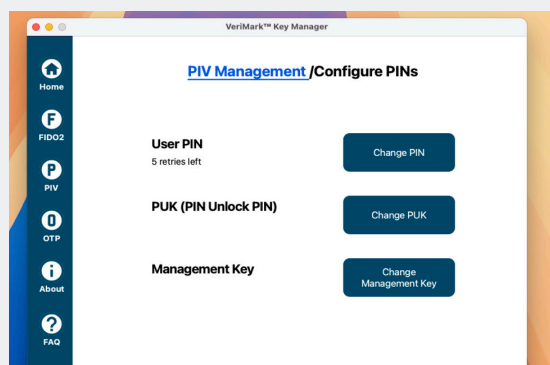 VeriMark™ Key Manager
Home
FIDO2
PIV
OTP
About
FAQ
PIV Management /Configure PINs
User PIN
5 retries left
Change PIN
PUK (PIN Unlock PIN)
Change PUK
Management Key
Change
Management Key